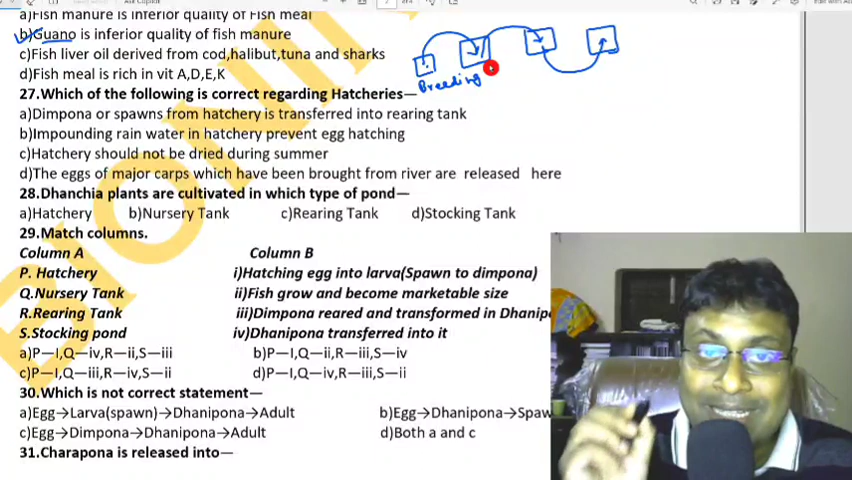 a)Fish manure is inferior quality of Fish meal
b)Guano is inferior quality of fish manure
c)Fish liver oil derived from cod,halibut,tuna and sharks
d)Fish meal is rich in vit A,D,E,K
Breeding
27.Which of the following is correct regarding Hatcheries—
a)Dimpona or spawns from hatchery is transferred into rearing tank
b)Impounding rain water in hatchery prevent egg hatching
c)Hatchery should not be dried during summer
d)The eggs of major carps which have been brought from river are released here
28.Dhanchia plants are cultivated in which type of pond—
a)Hatchery b)Nursery Tank c)Rearing Tank d)Stocking Tank
29.Match columns.
Column A Column B
P. Hatchery i)Hatching egg into larva(Spawn to dimpona)
Q.Nursery Tank ii)Fish grow and become marketable size
R.Rearing Tank iii)Dimpona reared and transformed in Dhanipo
S.Stocking pond iv)Dhanipona transferred into it
a)P—I,Q—iv,R—ii,S—iii b)P—I,Q—ii,R—iii,S—iv
c)P—I,Q—iii,R—iv,S—ii d)P—I,Q—iv,R—iii,S—ii
30.Which is not correct statement—
a)Egg→Larva(spawn)→Dhanipona→Adult b)Egg→Dhanipona→Spaw
c)Egg→Dimpona→Dhanipona→Adult d)Both a and c
31.Charapona is released into—